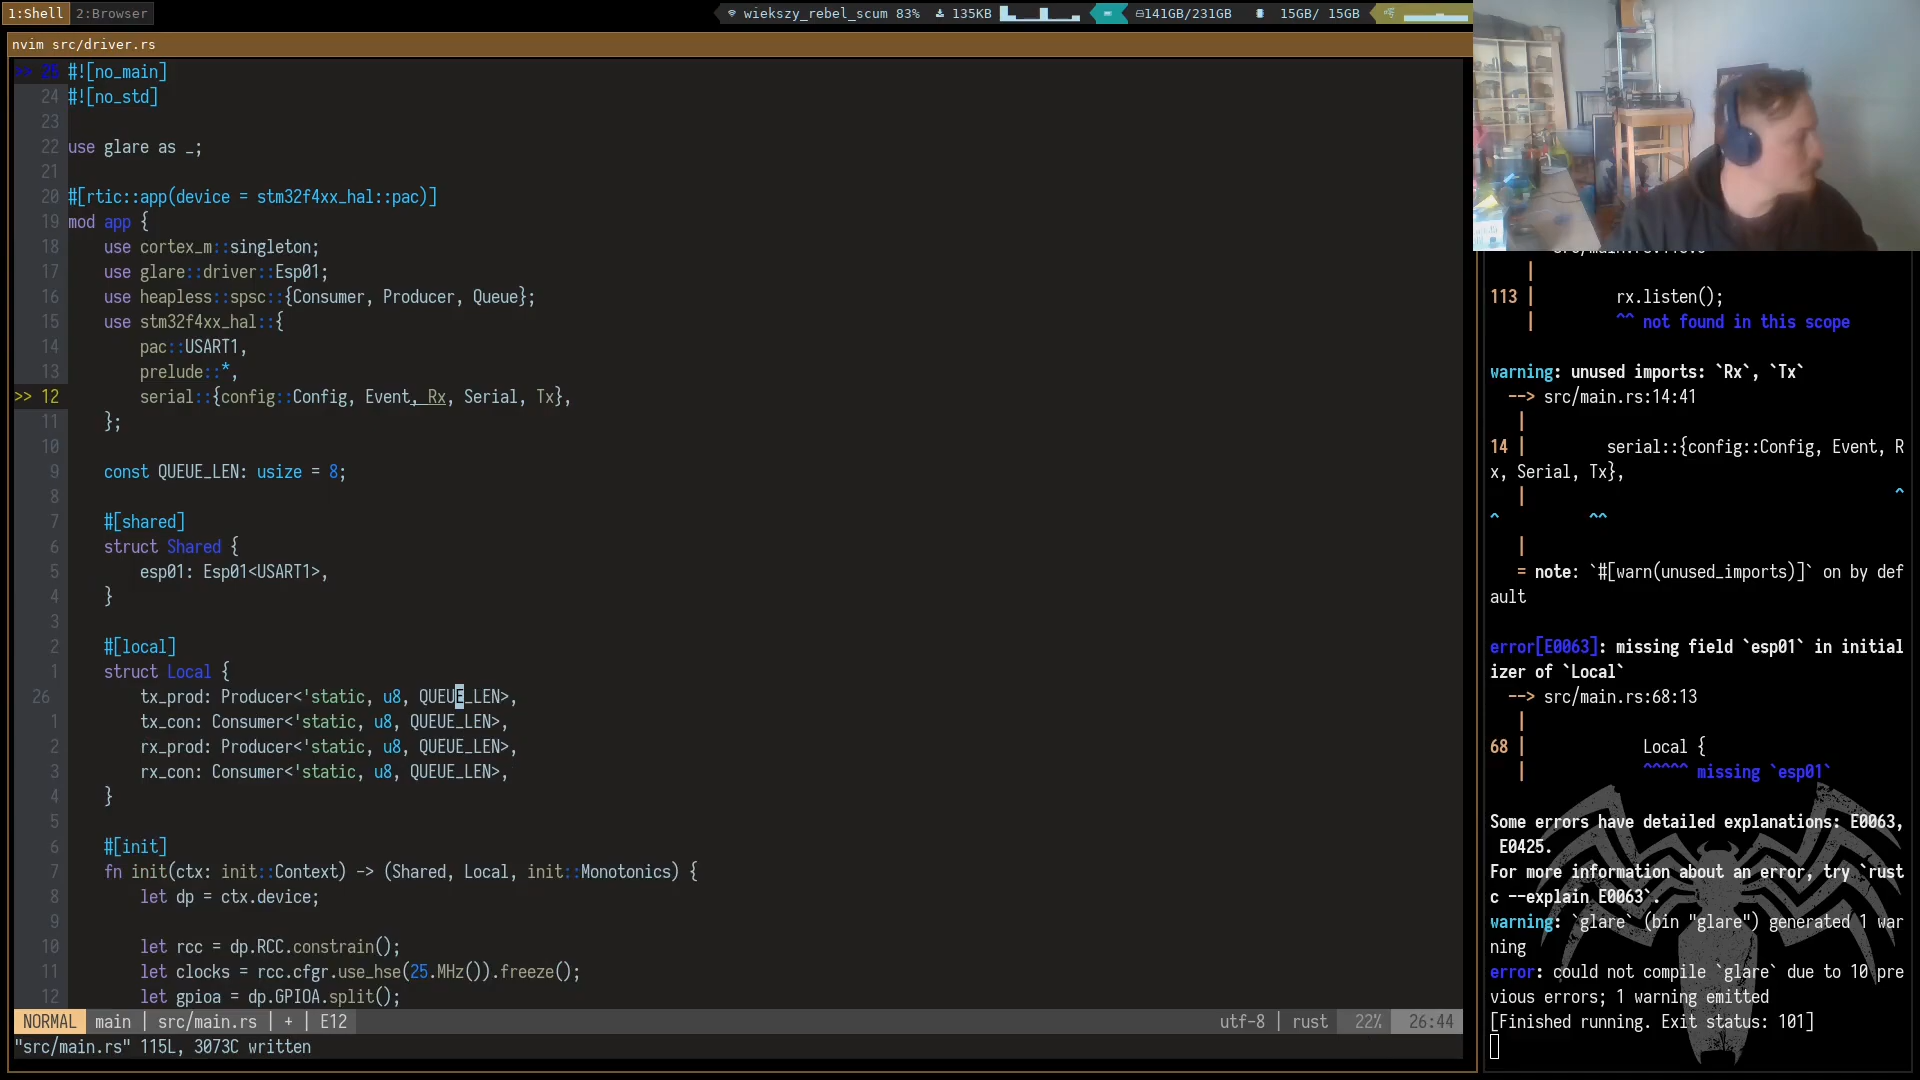 1:Shell 2:Browser
wiekszy_rebel_scum 83% 135KB 141GB/231GB 15GB/ 15GB
nvim src/driver.rs
>> 25 #![no_main]
24 #![no_std]
23
22 use glare as _;
21
20 #[rtic::app(device = stm32f4xx_hal::pac)]
19 mod app {
18 use cortex_m::singleton;
17 use glare::driver::Esp01;
16 use heapless::spsc::{Consumer, Producer, Queue};
15 use stm32f4xx_hal::{
14 pac::USART1,
13 prelude::*,
>> 12 serial::{config::Config, Event, Rx, Serial, Tx},
11 };
10
9 const QUEUE_LEN: usize = 8;
8
7 #[shared]
6 struct Shared {
5 esp01: Esp01<USART1>,
4 }
3
2 #[local]
1 struct Local {
26 tx_prod: Producer<'static, u8, QUEUE_LEN>,
1 tx_con: Consumer<'static, u8, QUEUE_LEN>,
2 rx_prod: Producer<'static, u8, QUEUE_LEN>,
3 rx_con: Consumer<'static, u8, QUEUE_LEN>,
4 }
5
6 #[init]
7 fn init(ctx: init::Context) -> (Shared, Local, init::Monotonics) {
8 let dp = ctx.device;
9
10 let rcc = dp.RCC.constrain();
11 let clocks = rcc.cfgr.use_hse(25.MHz()).freeze();
12 let gpioa = dp.GPIOA.split();
NORMAL main | src/main.rs | + | E12 utf-8 | rust 22% 26:44
"src/main.rs" 115L, 3073C written
|
113 | rx.listen();
| ^^ not found in this scope
warning: unused imports: `Rx`, `Tx`
--> src/main.rs:14:41
|
14 | serial::{config::Config, Event, R
x, Serial, Tx},
| ^
^ ^^
|
= note: `#[warn(unused_imports)]` on by def
ault
error[E0063]: missing field `esp01` in initial
izer of `Local`
--> src/main.rs:68:13
|
68 | Local {
| ^^^^^ missing `esp01`
Some errors have detailed explanations: E0063,
E0425.
For more information about an error, try `rust
c --explain E0063`.
warning: `glare` (bin "glare") generated 1 war
ning
error: could not compile `glare` due to 10 pre
vious errors; 1 warning emitted
[Finished running. Exit status: 101]